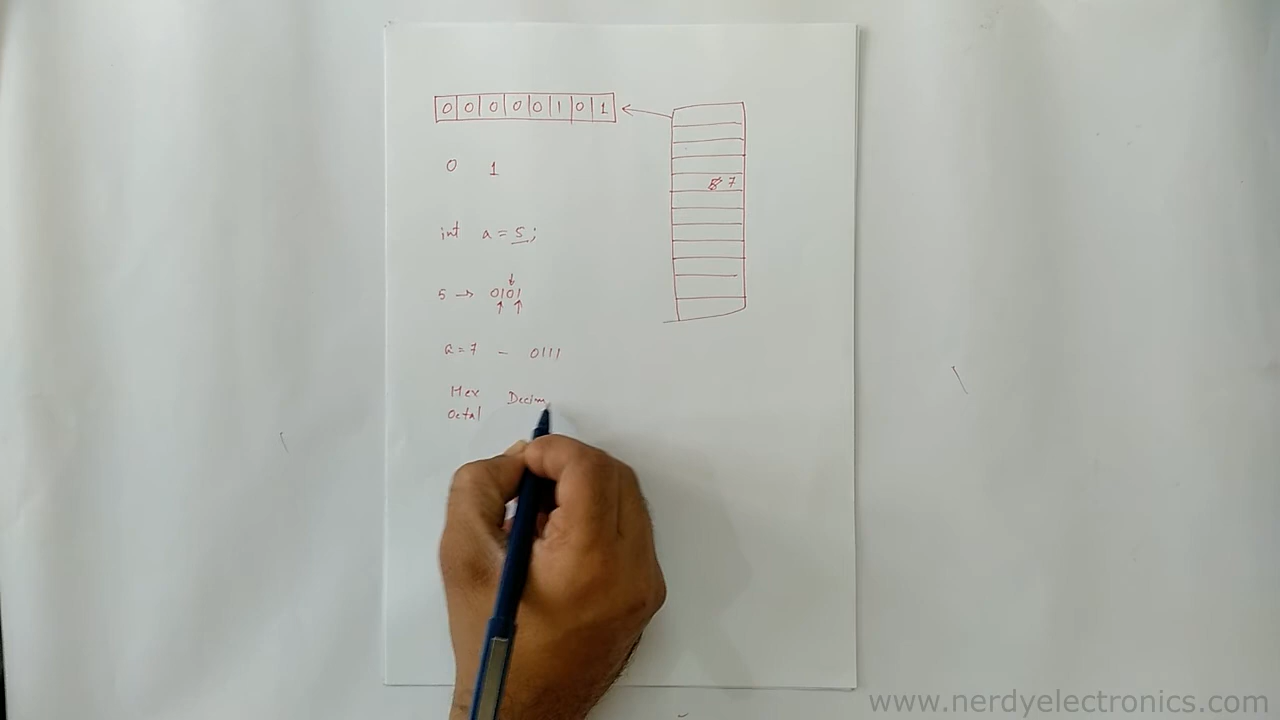 0 0 0 0 0 1 0 1
0 1
int a = 5;
5 → 0101
a = 7 - 0111
Hex Decim
Octal
5 7
www.nerdyelectronics.com